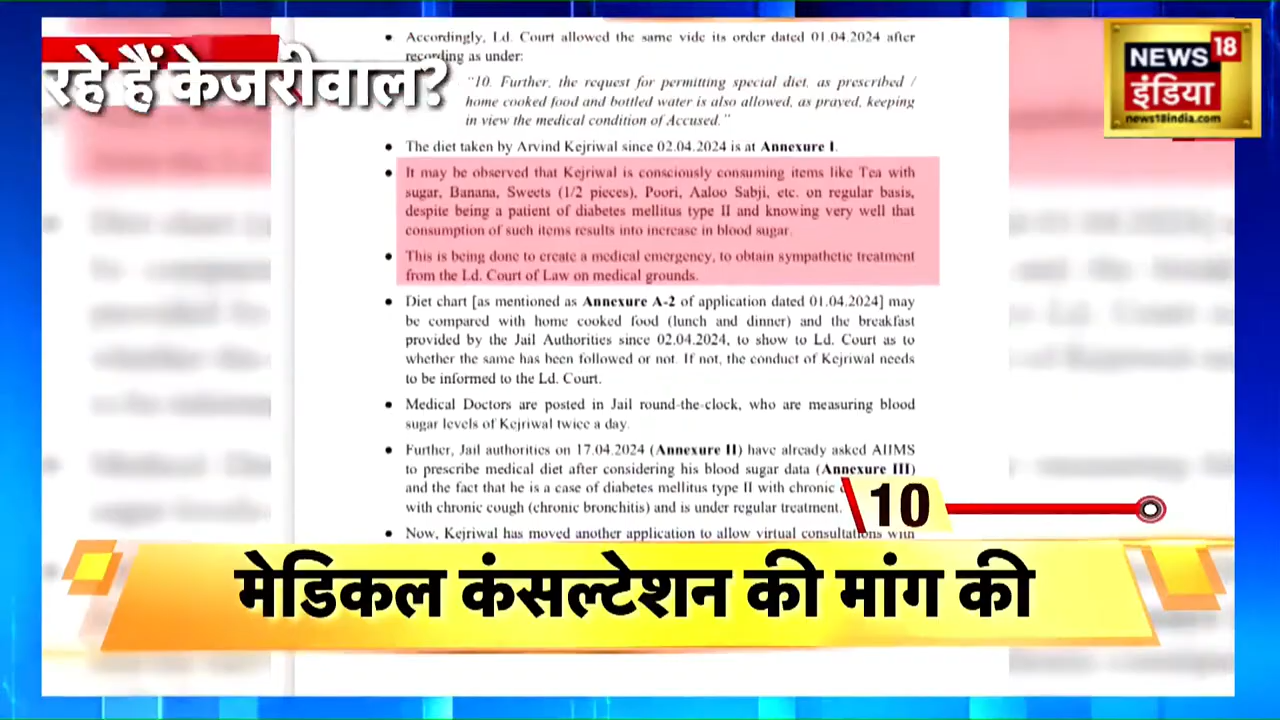 रहे हैं केजरीवाल?
NEWS 18
इंडिया
news18india.com
• Accordingly, Ld. Court allowed the same vide its order dated 01.04.2024 after
recording as under:
"10. Further, the request for permitting special diet, as prescribed /
home cooked food and bottled water is also allowed, as prayed, keeping
in view the medical condition of Accused."
• The diet taken by Arvind Kejriwal since 02.04.2024 is at Annexure I.
• It may be observed that Kejriwal is consciously consuming items like Tea with
sugar, Banana, Sweets (1/2 pieces), Poori, Aaloo Sabji, etc. on regular basis,
despite being a patient of diabetes mellitus type II and knowing very well that
consumption of such items results into increase in blood sugar.
• This is being done to create a medical emergency, to obtain sympathetic treatment
from the Ld. Court of Law on medical grounds.
• Diet chart [as mentioned as Annexure A-2 of application dated 01.04.2024] may
be compared with home cooked food (lunch and dinner) and the breakfast
provided by the Jail Authorities since 02.04.2024, to show to Ld. Court as to
whether the same has been followed or not. If not, the conduct of Kejriwal needs
to be informed to the Ld. Court.
• Medical Doctors are posted in Jail round-the-clock, who are measuring blood
sugar levels of Kejriwal twice a day.
• Further, Jail authorities on 17.04.2024 (Annexure II) have already asked AIIMS
to prescribe medical diet after considering his blood sugar data (Annexure III)
and the fact that he is a case of diabetes mellitus type II with chronic
with chronic cough (chronic bronchitis) and is under regular treatment.
• Now, Kejriwal has moved another application to allow virtual consultations with
10
मेडिकल कंसल्टेशन की मांग की